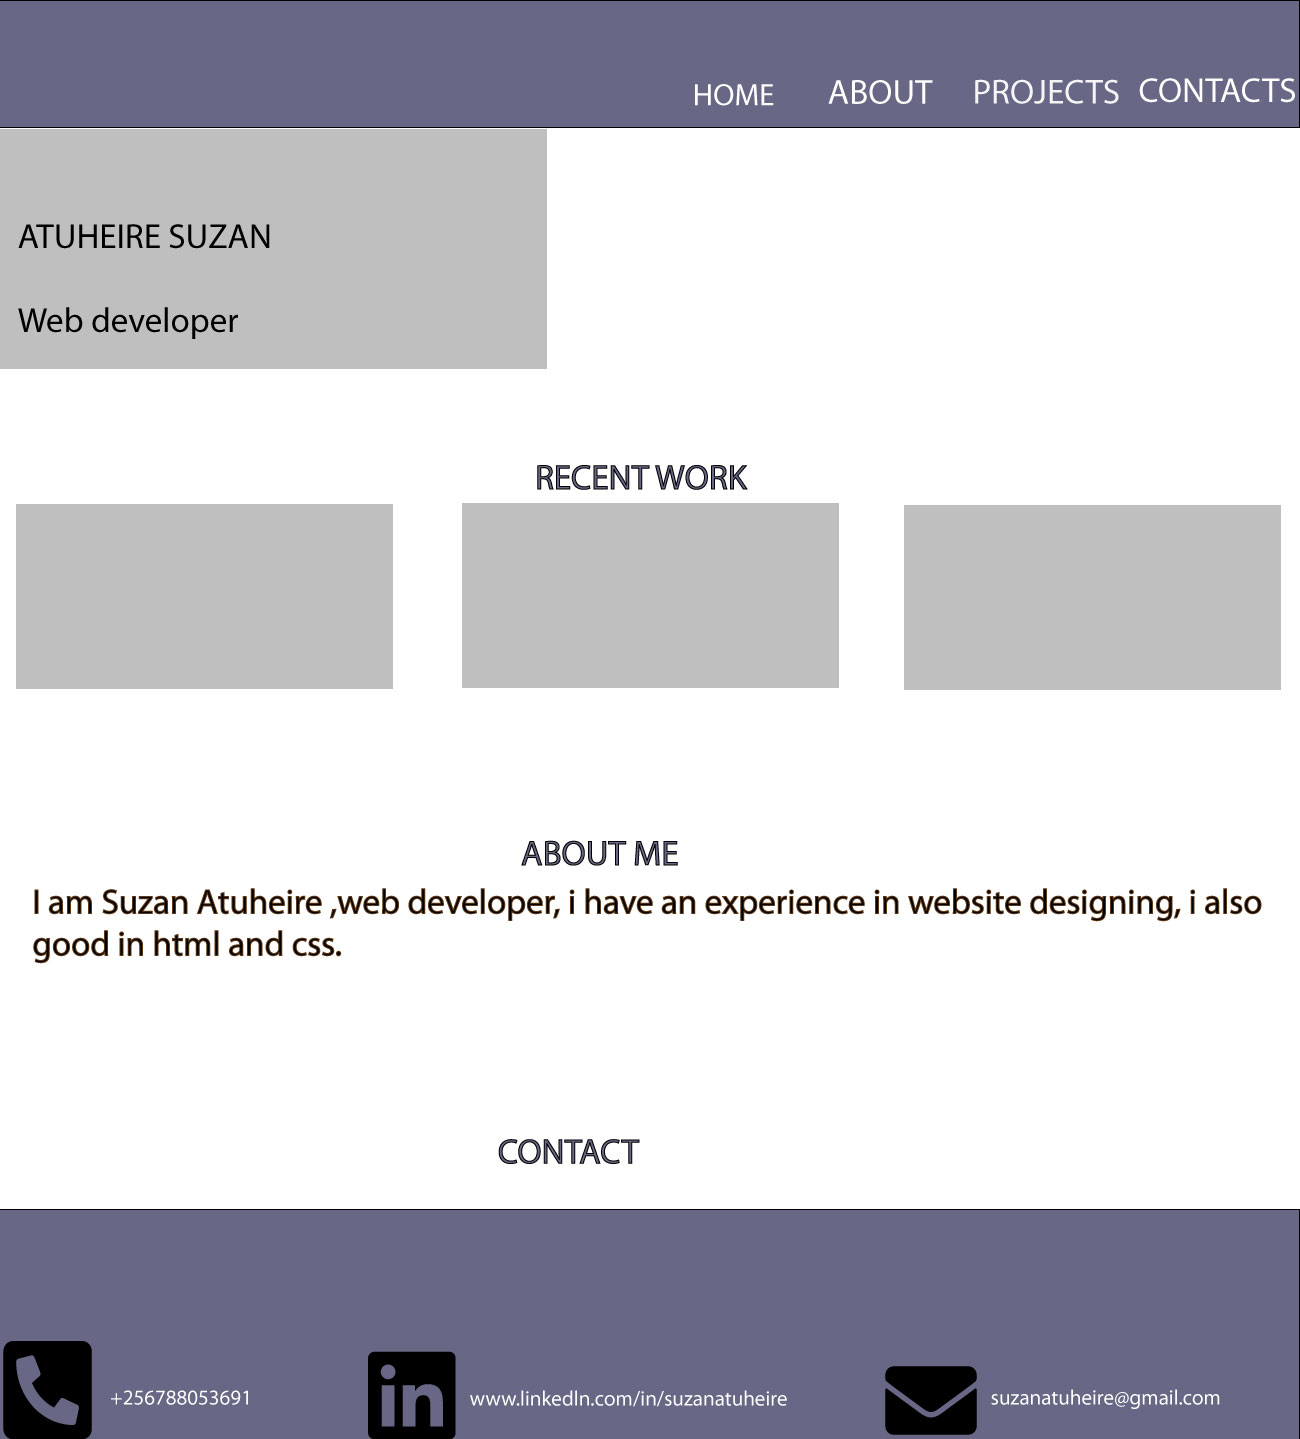 HOME ABOUT PROJECTS CONTACTS
ATUHEIRE SUZAN
Web developer
RECENT WORK
ABOUT ME
I am Suzan Atuheire ,web developer, i have an experience in website designing, i also
good in html and css.
CONTACT
+256788053691
www.linkedln.com/in/suzanatuheire
suzanatuheire@gmail.com